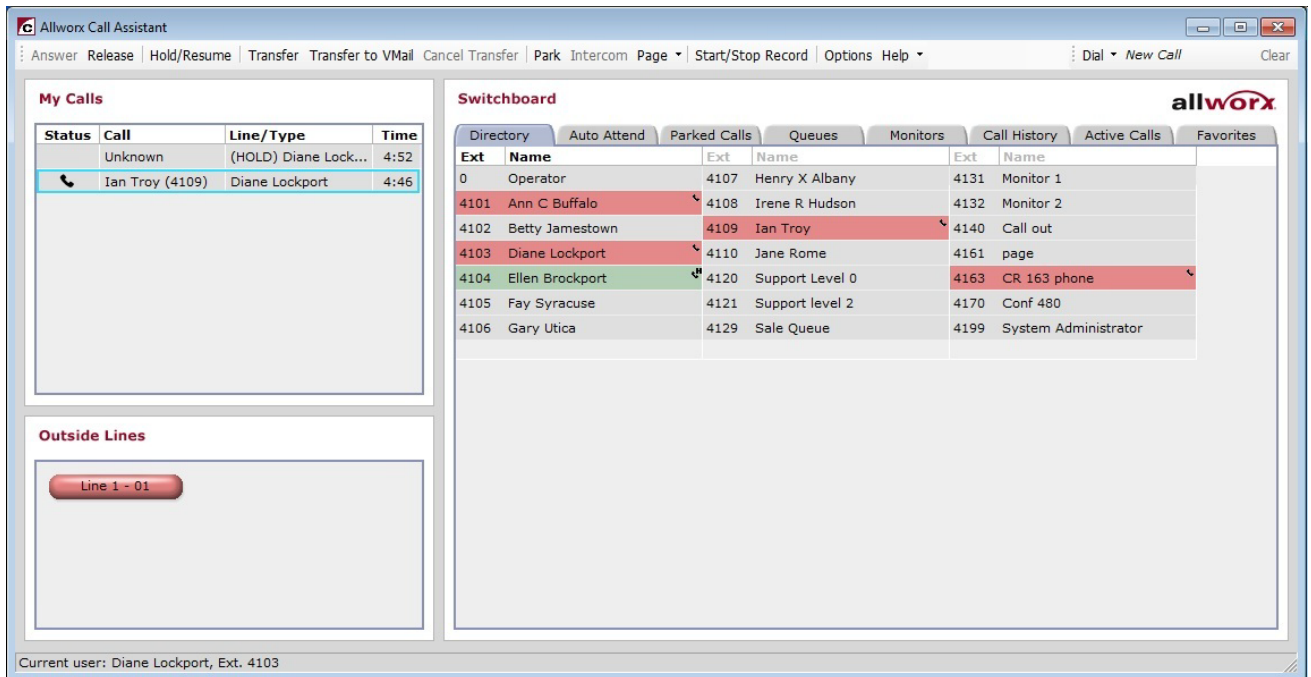 Allworx Call Assistant
Answer Release Hold/Resume Transfer Transfer to VMail Cancel Transfer Park Intercom Page Start/Stop Record Options Help Dial New Call Clear
My Calls
Status Call Line/Type Time
Unknown (HOLD) Diane Lock... 4:52
Ian Troy (4109) Diane Lockport 4:46
Outside Lines
Line 1 - 01
Switchboard
allworx
Directory Auto Attend Parked Calls Queues Monitors Call History Active Calls Favorites
Ext Name Ext Name Ext Name
0 Operator 4107 Henry X Albany 4131 Monitor 1
4101 Ann C Buffalo 4108 Irene R Hudson 4132 Monitor 2
4102 Betty Jamestown 4109 Ian Troy 4140 Call out
4103 Diane Lockport 4110 Jane Rome 4161 page
4104 Ellen Brockport H 4120 Support Level 0 4163 CR 163 phone
4105 Fay Syracuse 4121 Support level 2 4170 Conf 480
4106 Gary Utica 4129 Sale Queue 4199 System Administrator
Current user: Diane Lockport, Ext. 4103